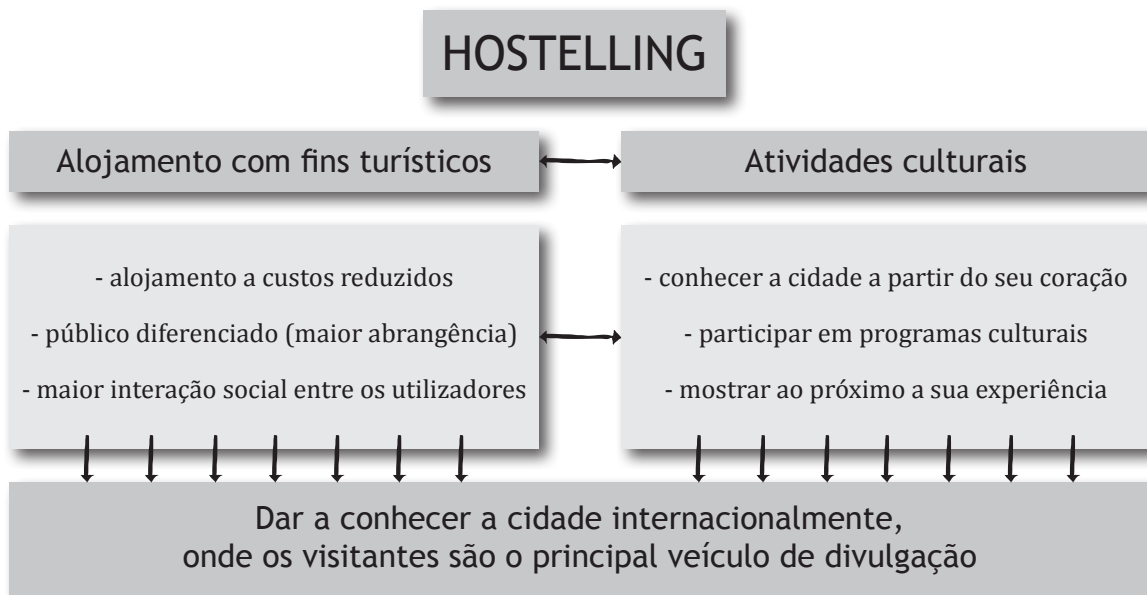 HOSTELLING
Alojamento com fins turísticos
Atividades culturais
- alojamento a custos reduzidos
- público diferenciado (maior abrangência)
- maior interação social entre os utilizadores
- conhecer a cidade a partir do seu coração
- participar em programas culturais
- mostrar ao próximo a sua experiência
Dar a conhecer a cidade internacionalmente,
onde os visitantes são o principal veículo de divulgação